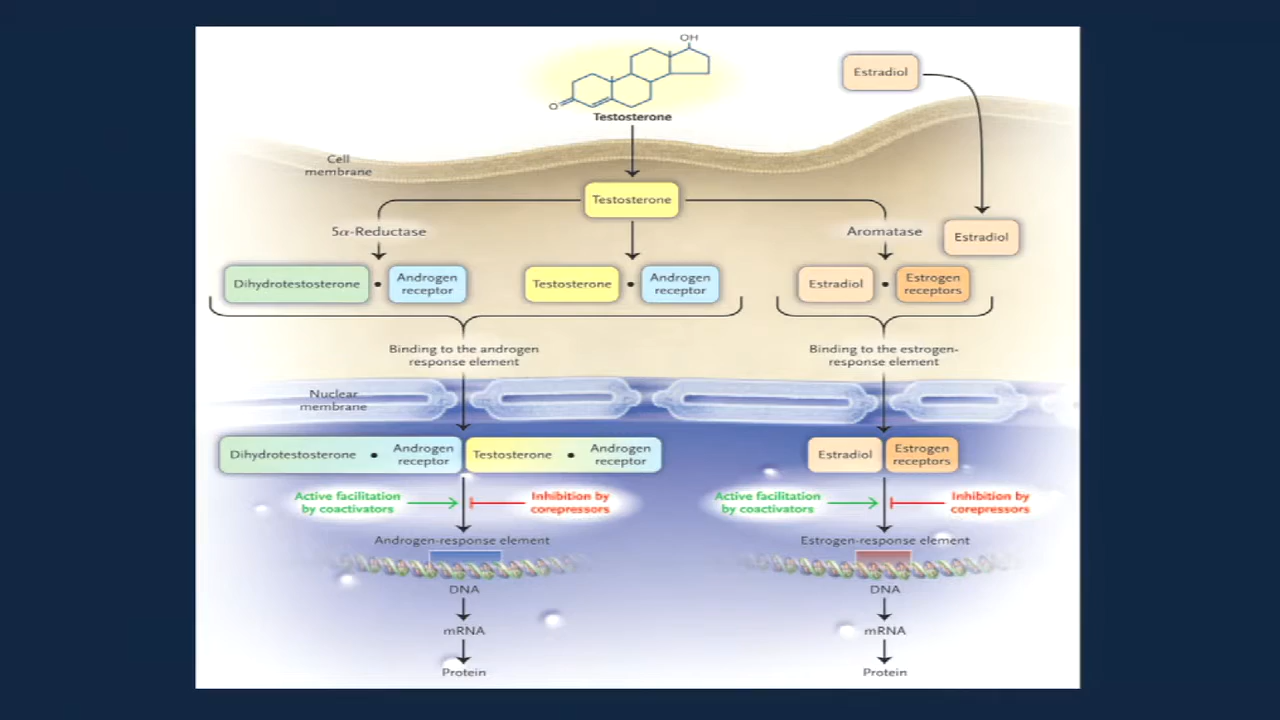 OH
O
Testosterone
Estradiol
Cell
membrane
Testosterone
5α-Reductase
Aromatase
Estradiol
Dihydrotestosterone
•
Androgen
receptor
Testosterone
•
Androgen
receptor
Estradiol
•
Estrogen
receptors
Binding to the androgen
response element
Binding to the estrogen-
response element
Nuclear
membrane
Dihydrotestosterone
•
Androgen
receptor
Testosterone
•
Androgen
receptor
Estradiol
Estrogen
receptors
Active facilitation
by coactivators
Inhibition by
corepressors
Active facilitation
by coactivators
Inhibition by
corepressors
Androgen-response element
Estrogen-response element
DNA
DNA
mRNA
mRNA
Protein
Protein